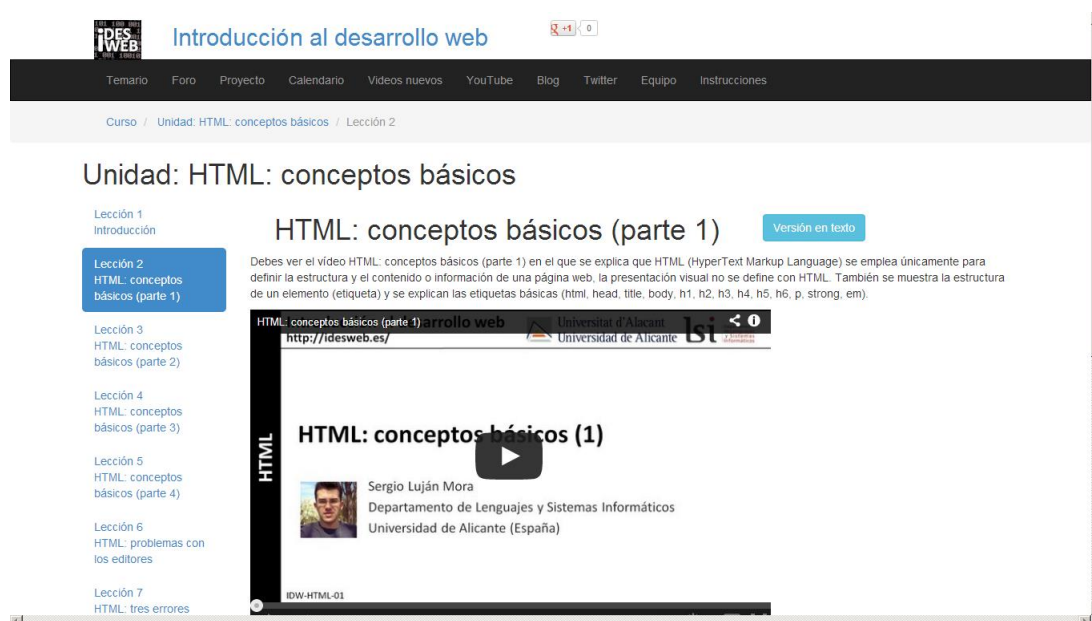 iDES
WEB
Introducción al desarrollo web
+1 0
Temario Foro Proyecto Calendario Videos nuevos YouTube Blog Twitter Equipo Instrucciones
Curso / Unidad: HTML: conceptos básicos / Lección 2
Unidad: HTML: conceptos básicos
Lección 1
Introducción
Lección 2
HTML: conceptos
básicos (parte 1)
Lección 3
HTML: conceptos
básicos (parte 2)
Lección 4
HTML: conceptos
básicos (parte 3)
Lección 5
HTML: conceptos
básicos (parte 4)
Lección 6
HTML: problemas con
los editores
Lección 7
HTML: tres errores
HTML: conceptos básicos (parte 1)
Versión en texto
Debes ver el vídeo HTML: conceptos básicos (parte 1) en el que se explica que HTML (HyperText Markup Language) se emplea únicamente para
definir la estructura y el contenido o información de una página web, la presentación visual no se define con HTML. También se muestra la estructura
de un elemento (etiqueta) y se explican las etiquetas básicas (html, head, title, body, h1, h2, h3, h4, h5, h6, p, strong, em).
HTML: conceptos básicos (parte 1)
http://idesweb.es/
Universitat d'Alacant
Universidad de Alicante
lsi
HTML
HTML: conceptos básicos (1)
Sergio Luján Mora
Departamento de Lenguajes y Sistemas Informáticos
Universidad de Alicante (España)
IDW-HTML-01